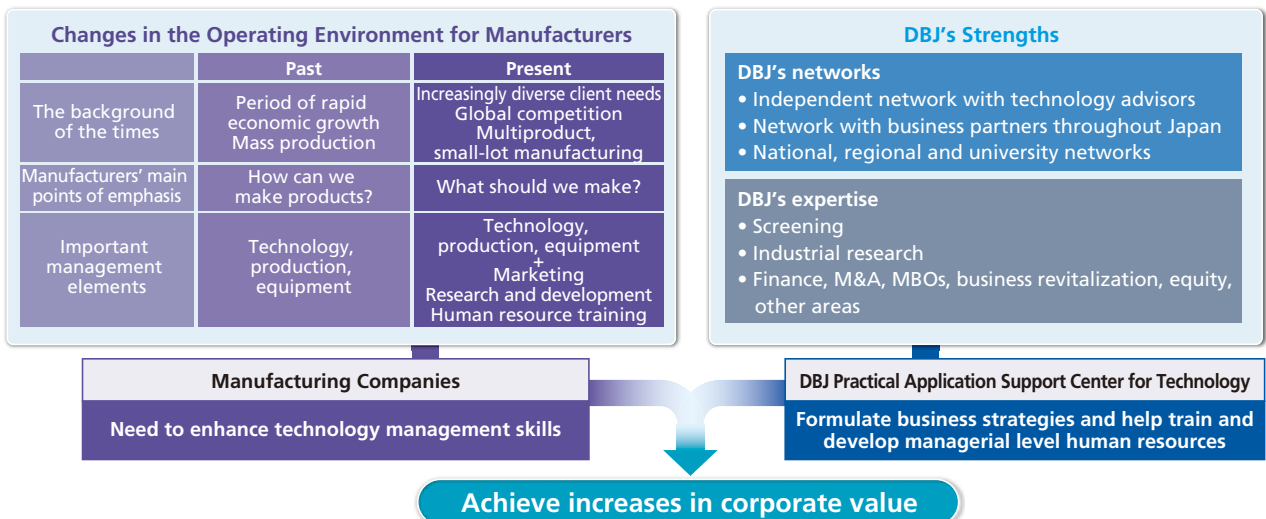 Changes in the Operating Environment for Manufacturers
Past
Present
The background
of the times
Period of rapid
economic growth
Mass production
Increasingly diverse client needs
Global competition
Multiproduct,
small-lot manufacturing
Manufacturers' main
points of emphasis
How can we
make products?
What should we make?
Important
management
elements
Technology,
production,
equipment
Technology,
production, equipment
+
Marketing
Research and development
Human resource training
DBJ's Strengths
DBJ's networks
• Independent network with technology advisors
• Network with business partners throughout Japan
• National, regional and university networks
DBJ's expertise
• Screening
• Industrial research
• Finance, M&A, MBOs, business revitalization, equity,
other areas
Manufacturing Companies
Need to enhance technology management skills
DBJ Practical Application Support Center for Technology
Formulate business strategies and help train and
develop managerial level human resources
Achieve increases in corporate value